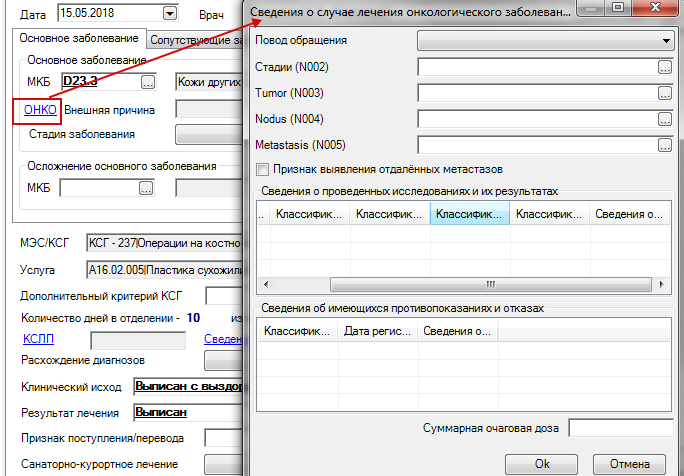 Дата 15.05.2018 Врач
Основное заболевание Сопутствующие за
Основное заболевание
МКБ D23.3 ... Кожи других
ОНКО Внешняя причина
Стадия заболевания
Осложнение основного заболевания
МКБ ...
МЭС/КСГ КСГ - 237|Операции на костно
Услуга A16.02.005|Пластика сухожили
Дополнительный критерий КСГ
Количество дней в отделении - 10 из
КСЛП Сведен
Расхождение диагнозов
Клинический исход Выписан с выздор
Результат лечения Выписан
Признак поступления/перевода
Санаторно-курортное лечение
Сведения о случае лечения онкологического заболеван...
Повод обращения
Стадии (N002) ...
Tumor (N003) ...
Nodus (N004) ...
Metastasis (N005) ...
Признак выявления отдалённых метастазов
Сведения о проведенных исследованиях и их результатах
.. Классифик... Классифик... Классифик... Классифик... Сведения о...
Сведения об имеющихся противопоказаниях и отказах
Классифик... Дата регис... Сведения о...
Суммарная очаговая доза
Ok Отмена